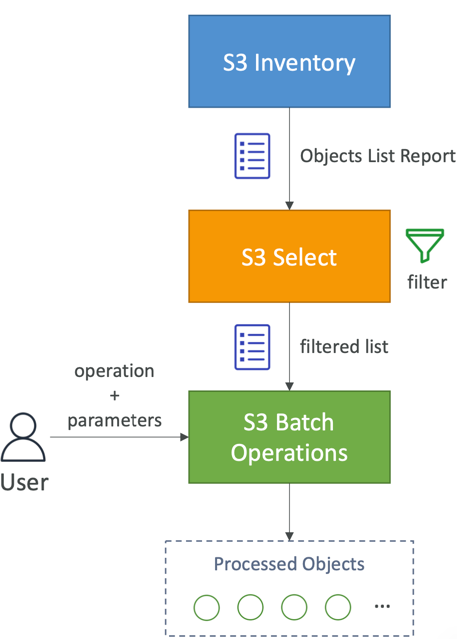 S3 Inventory
Objects List Report
S3 Select
filter
filtered list
operation
+
parameters
S3 Batch
Operations
User
Processed Objects
...